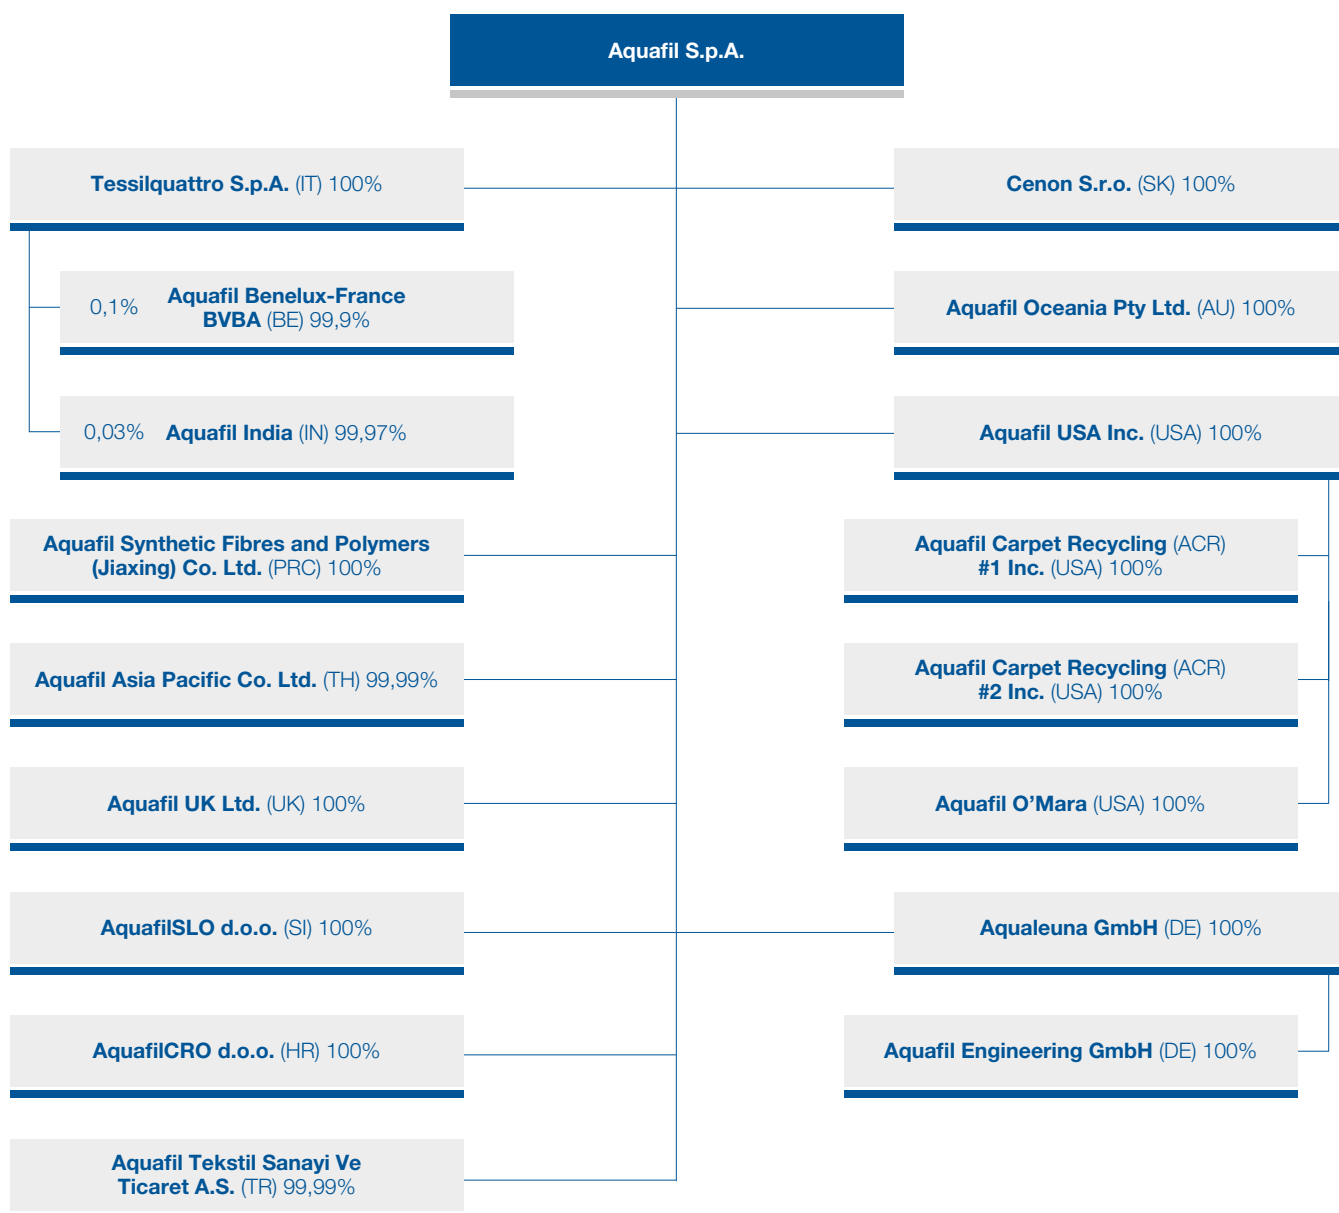 Aquafil S.p.A.
Tessilquattro S.p.A. (IT) 100%
0,1%
Aquafil Benelux-France
BVBA (BE) 99,9%
0,03%
Aquafil India (IN) 99,97%
Aquafil Synthetic Fibres and Polymers
(Jiaxing) Co. Ltd. (PRC) 100%
Aquafil Asia Pacific Co. Ltd. (TH) 99,99%
Aquafil UK Ltd. (UK) 100%
AquafilSLO d.o.o. (SI) 100%
AquafilCRO d.o.o. (HR) 100%
Aquafil Tekstil Sanayi Ve
Ticaret A.S. (TR) 99,99%
Cenon S.r.o. (SK) 100%
Aquafil Oceania Pty Ltd. (AU) 100%
Aquafil USA Inc. (USA) 100%
Aquafil Carpet Recycling (ACR)
#1 Inc. (USA) 100%
Aquafil Carpet Recycling (ACR)
#2 Inc. (USA) 100%
Aquafil O’Mara (USA) 100%
Aqualeuna GmbH (DE) 100%
Aquafil Engineering GmbH (DE) 100%